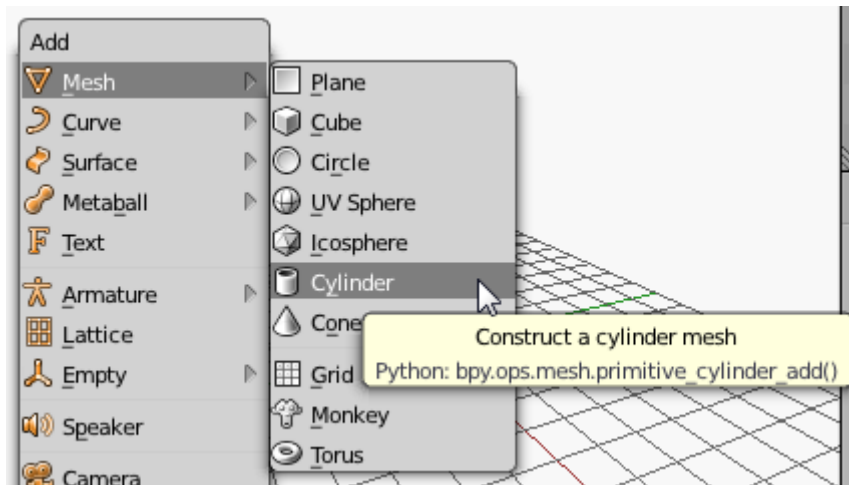 Add
Mesh
Curve
Surface
Metaball
Text
Armature
Lattice
Empty
Speaker
Camera
Plane
Cube
Circle
UV Sphere
Icosphere
Cylinder
Cone
Grid
Monkey
Torus
Construct a cylinder mesh
Python: bpy.ops.mesh.primitive_cylinder_add()